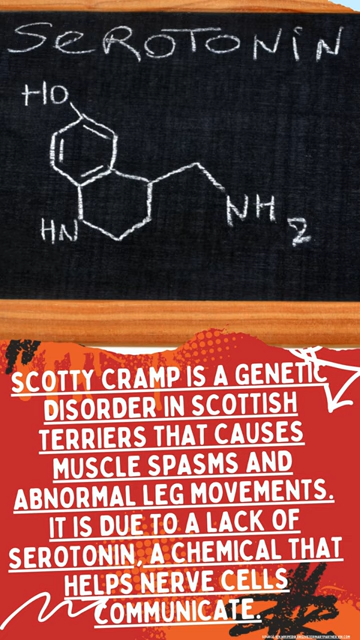 SEROTONIN
HO
HN
NH2
SCOTTY CRAMP IS A GENETIC
DISORDER IN SCOTTISH
TERRIERS THAT CAUSES
MUSCLE SPASMS AND
ABNORMAL LEG MOVEMENTS.
IT IS DUE TO A LACK OF
SEROTONIN, A CHEMICAL THAT
HELPS NERVE CELLS
COMMUNICATE.